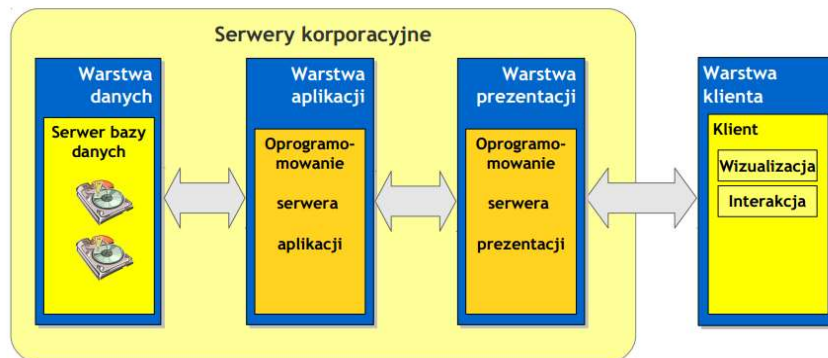 Serwery korporacyjne
Warstwa
danych
Serwer bazy
danych
Warstwa
aplikacji
Oprogramo-
mowanie
serwera
aplikacji
Warstwa
prezentacji
Oprogramo-
mowanie
serwera
prezentacji
Warstwa
klienta
Klient
Wizualizacja
Interakcja